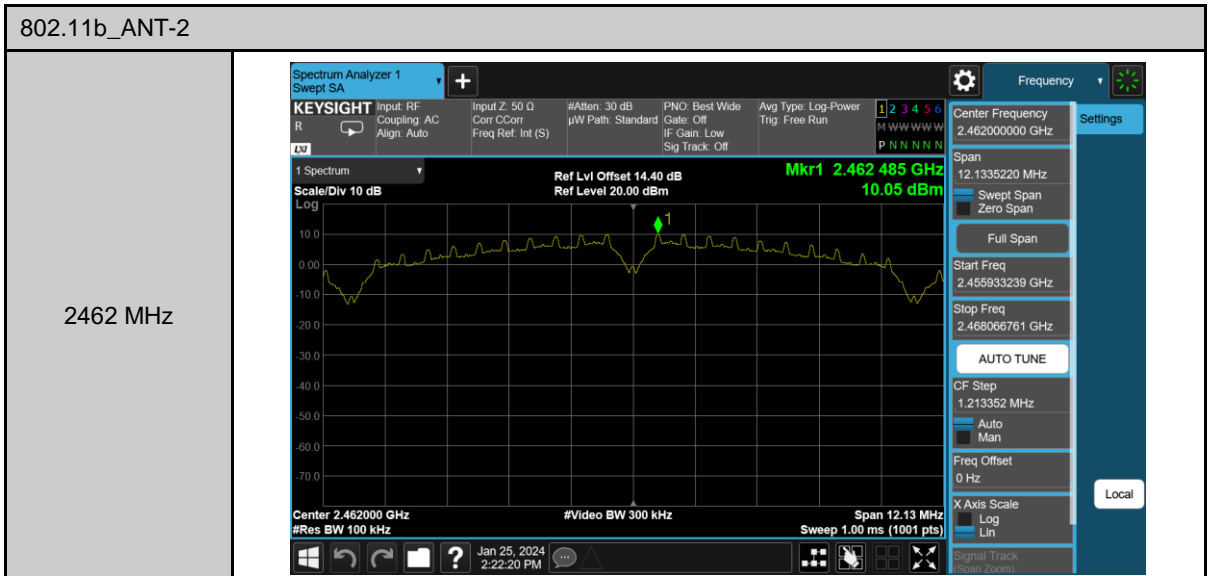 802.11b_ANT-2
2462 MHz
Spectrum Analyzer 1
Swept SA
Frequency
KEYSIGHT
R
LXI
Input: RF
Coupling: AC
Align: Auto
Input Z: 50 Ω
Corr CCorr
Freq Ref: Int (S)
#Atten: 30 dB
µW Path: Standard
PNO: Best Wide
Gate: Off
IF Gain: Low
Sig Track: Off
Avg Type: Log-Power
Trig: Free Run
1 2 3 4 5 6
M W W W W W
P N N N N N
1 Spectrum
Scale/Div 10 dB
Log
Ref Lvl Offset 14.40 dB
Ref Level 20.00 dBm
Mkr1 2.462 485 GHz
10.05 dBm
1
10.0
0.00
-10.0
-20.0
-30.0
-40.0
-50.0
-60.0
-70.0
Center 2.462000 GHz
#Res BW 100 kHz
#Video BW 300 kHz
Span 12.13 MHz
Sweep 1.00 ms (1001 pts)
Jan 25, 2024
2:22:20 PM
Center Frequency
2.462000000 GHz
Span
12.1335220 MHz
Swept Span
Zero Span
Full Span
Start Freq
2.455933239 GHz
Stop Freq
2.468066761 GHz
AUTO TUNE
CF Step
1.213352 MHz
Auto
Man
Freq Offset
0 Hz
X Axis Scale
Log
Lin
Signal Track
(Span Zoom)
Settings
Local